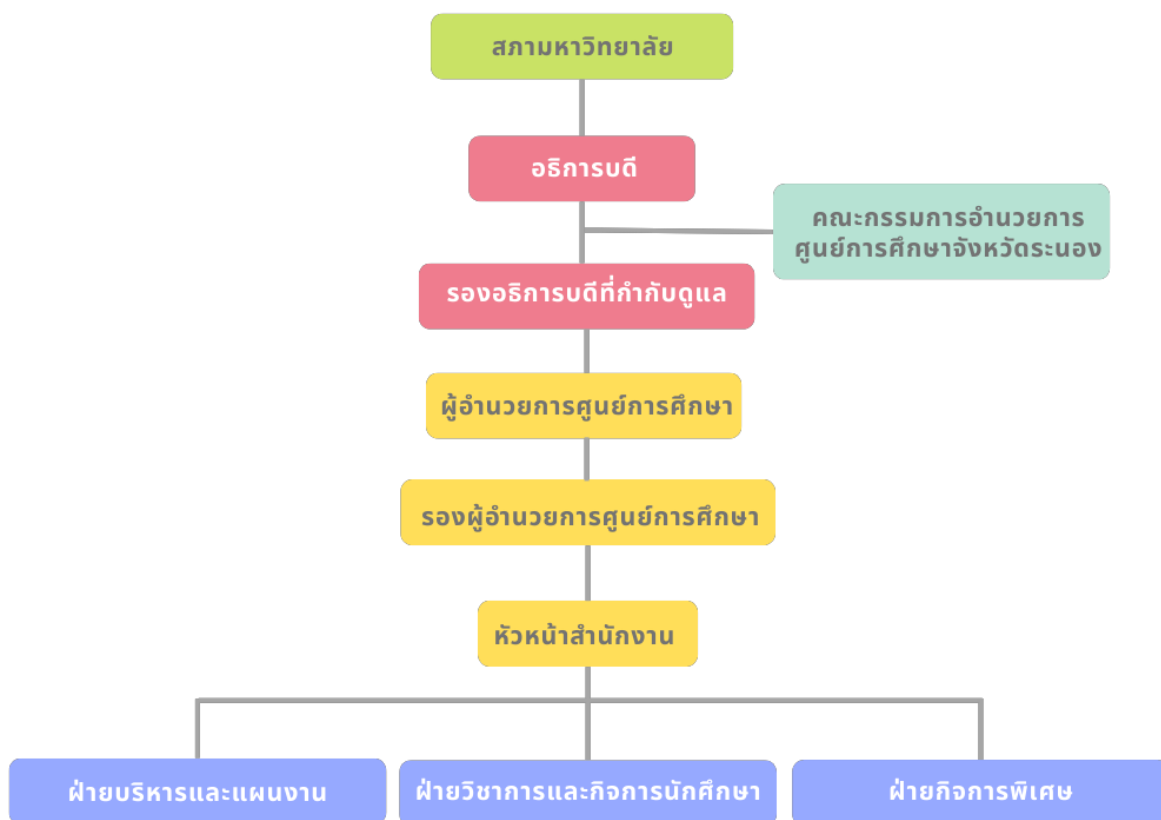 สภามหาวิทยาลัย
อธิการบดี
คณะกรรมการอำนวยการ
ศูนย์การศึกษาจังหวัดระนอง
รองอธิการบดีที่กำกับดูแล
ผู้อำนวยการศูนย์การศึกษา
รองผู้อำนวยการศูนย์การศึกษา
หัวหน้าสำนักงาน
ฝ่ายบริหารและแผนงาน
ฝ่ายวิชาการและกิจการนักศึกษา
ฝ่ายกิจการพิเศษ